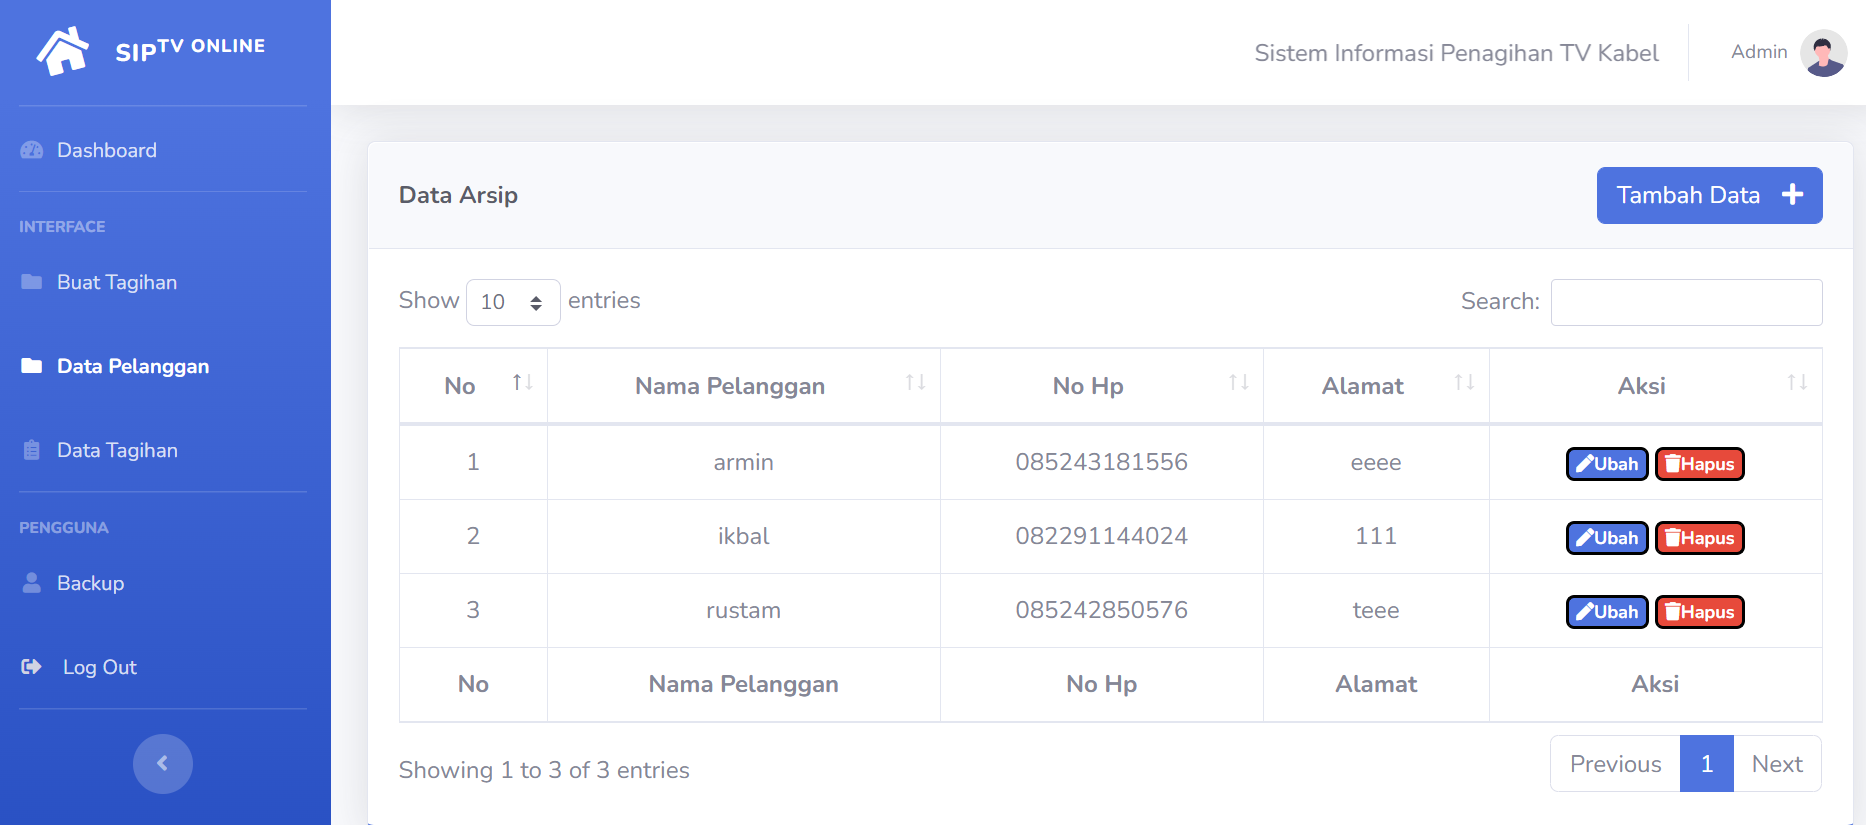 SIPTV ONLINE
Sistem Informasi Penagihan TV Kabel
Admin
Dashboard
INTERFACE
Buat Tagihan
Data Pelanggan
Data Tagihan
PENGGUNA
Backup
Log Out
Data Arsip
Tambah Data
Show 10 entries
Search:
No Nama Pelanggan No Hp Alamat Aksi
1 armin 085243181556 eeee Ubah Hapus
2 ikbal 082291144024 111 Ubah Hapus
3 rustam 085242850576 teee Ubah Hapus
No Nama Pelanggan No Hp Alamat Aksi
Showing 1 to 3 of 3 entries
Previous 1 Next